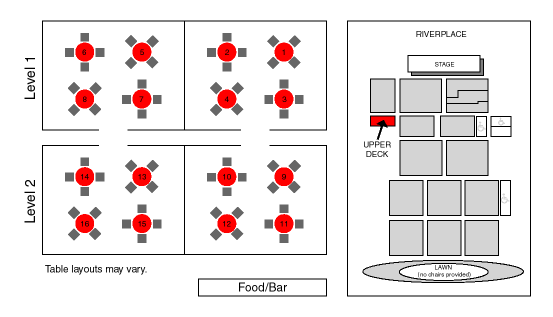 Level 1
6
5
2
1
8
7
4
3
Level 2
14
13
10
9
16
15
12
11
Table layouts may vary.
Food/Bar
RIVERPLACE
STAGE
UPPER
DECK
LAWN
(no chairs provided)